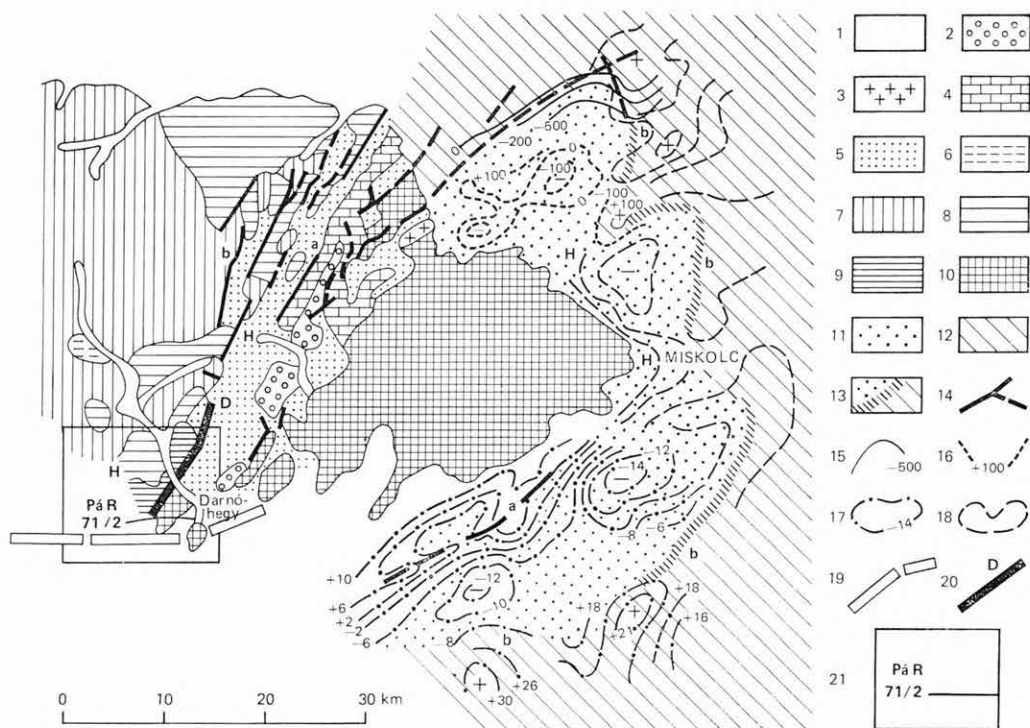 1
2
3
4
5
6
7
8
9
10
11
12
13
14
15
−500
16
+100
17
−14
18
19
20
D
21
Pá R
71/2
0
−500
−200
+100
−100
0
−100
+100
0
b
b
a
b
H
H
H
MISKOLC
D
H
Pá R
71/2
Darnó-
hegy
−12
−14
−8
−6
a
b
+10
+6
+2
−2
−6
−12
−10
−8
b
+18
+18
+21
+16
+26
+30
0
10
20
30 km